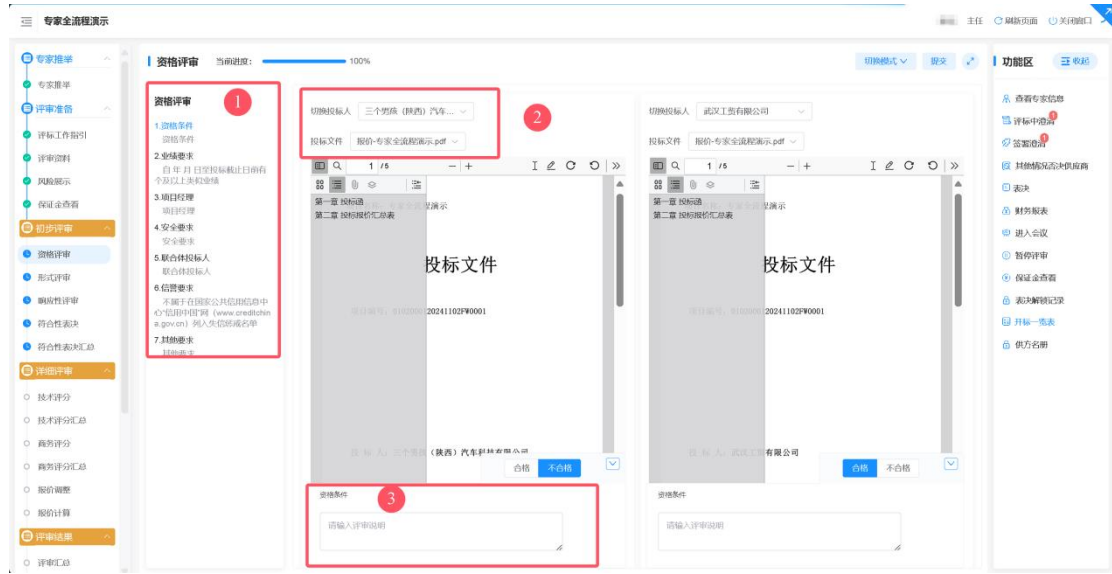 专家全流程演示
主任
刷新页面
关闭窗口
专家推举
专家推举
评审准备
评标工作指引
评审资料
风险展示
保证金查看
初步评审
资格评审
形式评审
响应性评审
符合性表决
符合性表决汇总
详细评审
技术评分
技术评分汇总
商务评分
商务评分汇总
报价调整
报价计算
评审结果
评审汇总
资格评审 当前进度： 100%
切换模式
提交
资格评审
1
1.资格条件
资格条件
2.业绩要求
自 年 月 日至投标截止日前有
个及以上类似业绩
3.项目经理
项目经理
4.安全要求
安全要求
5.联合体投标人
联合体投标人
6.信誉要求
不属于在国家公共信用信息中
心“信用中国”网（www.creditchin
a.gov.cn）列入失信惩戒名单
7.其他要求
其他要求
切换投标人 三个男孩（陕西）汽车...
2
投标文件 报价-专家全流程演示.pdf
1 /5
第一章 投标函
第二章 投标报价汇总表
程演示
投标文件
20241102FW0001
（陕西）汽车科技有限公司
合格 不合格
资格条件
3
请输入评审说明
切换投标人 武汉工贸有限公司
投标文件 报价-专家全流程演示.pdf
1 /5
第一章 投标函
第二章 投标报价汇总表
程演示
投标文件
20241102FW0001
有限公司
合格 不合格
资格条件
请输入评审说明
功能区 收起
查看专家信息
评标中澄清
答署澄清
其他情况否决供应商
表决
财务报表
进入会议
暂停评审
保证金查看
表决解锁记录
开标一览表
供方名册